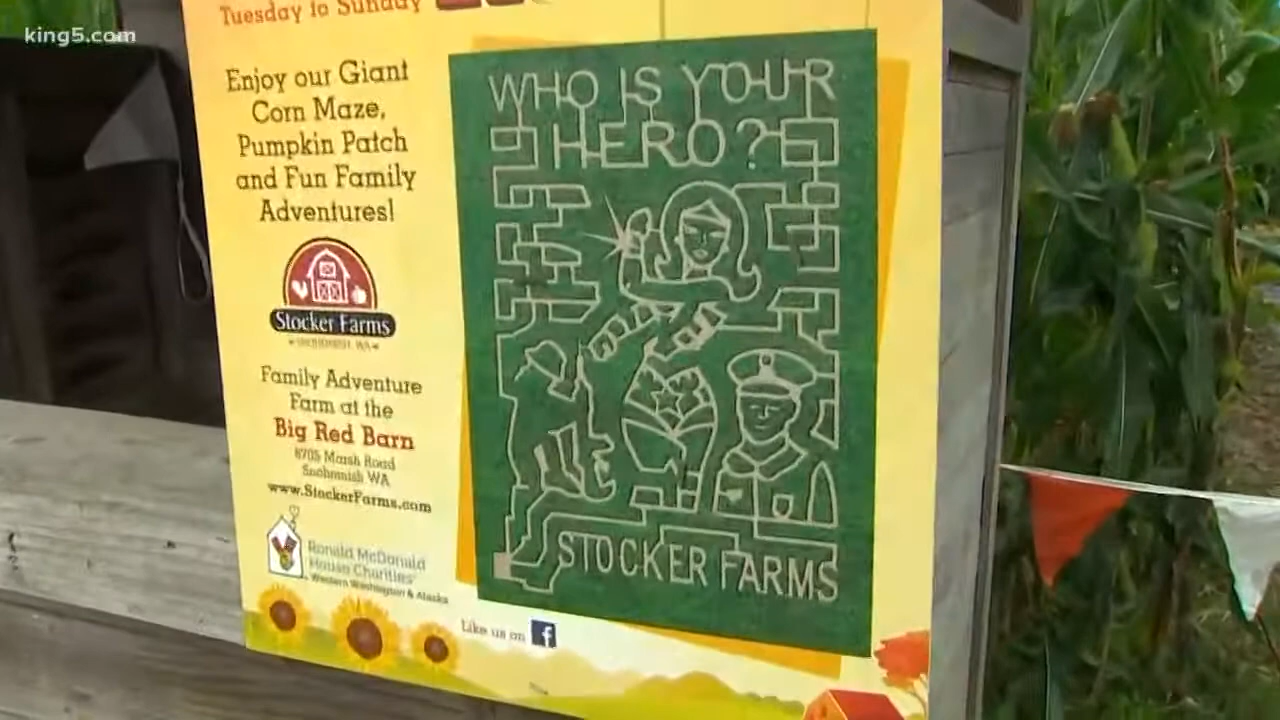 king5.com
Tuesday to Sunday
Enjoy our Giant
Corn Maze,
Pumpkin Patch
and Fun Family
Adventures!
Stocker Farms
SNOHOMISH, WA
Family Adventure
Farm at the
Big Red Barn
8705 Marsh Road
Snohomish WA
www.StockerFarms.com
Ronald McDonald
House Charities
Western Washington & Alaska
Like us on f
WHO IS YOUR
HERO?
STOCKER FARMS